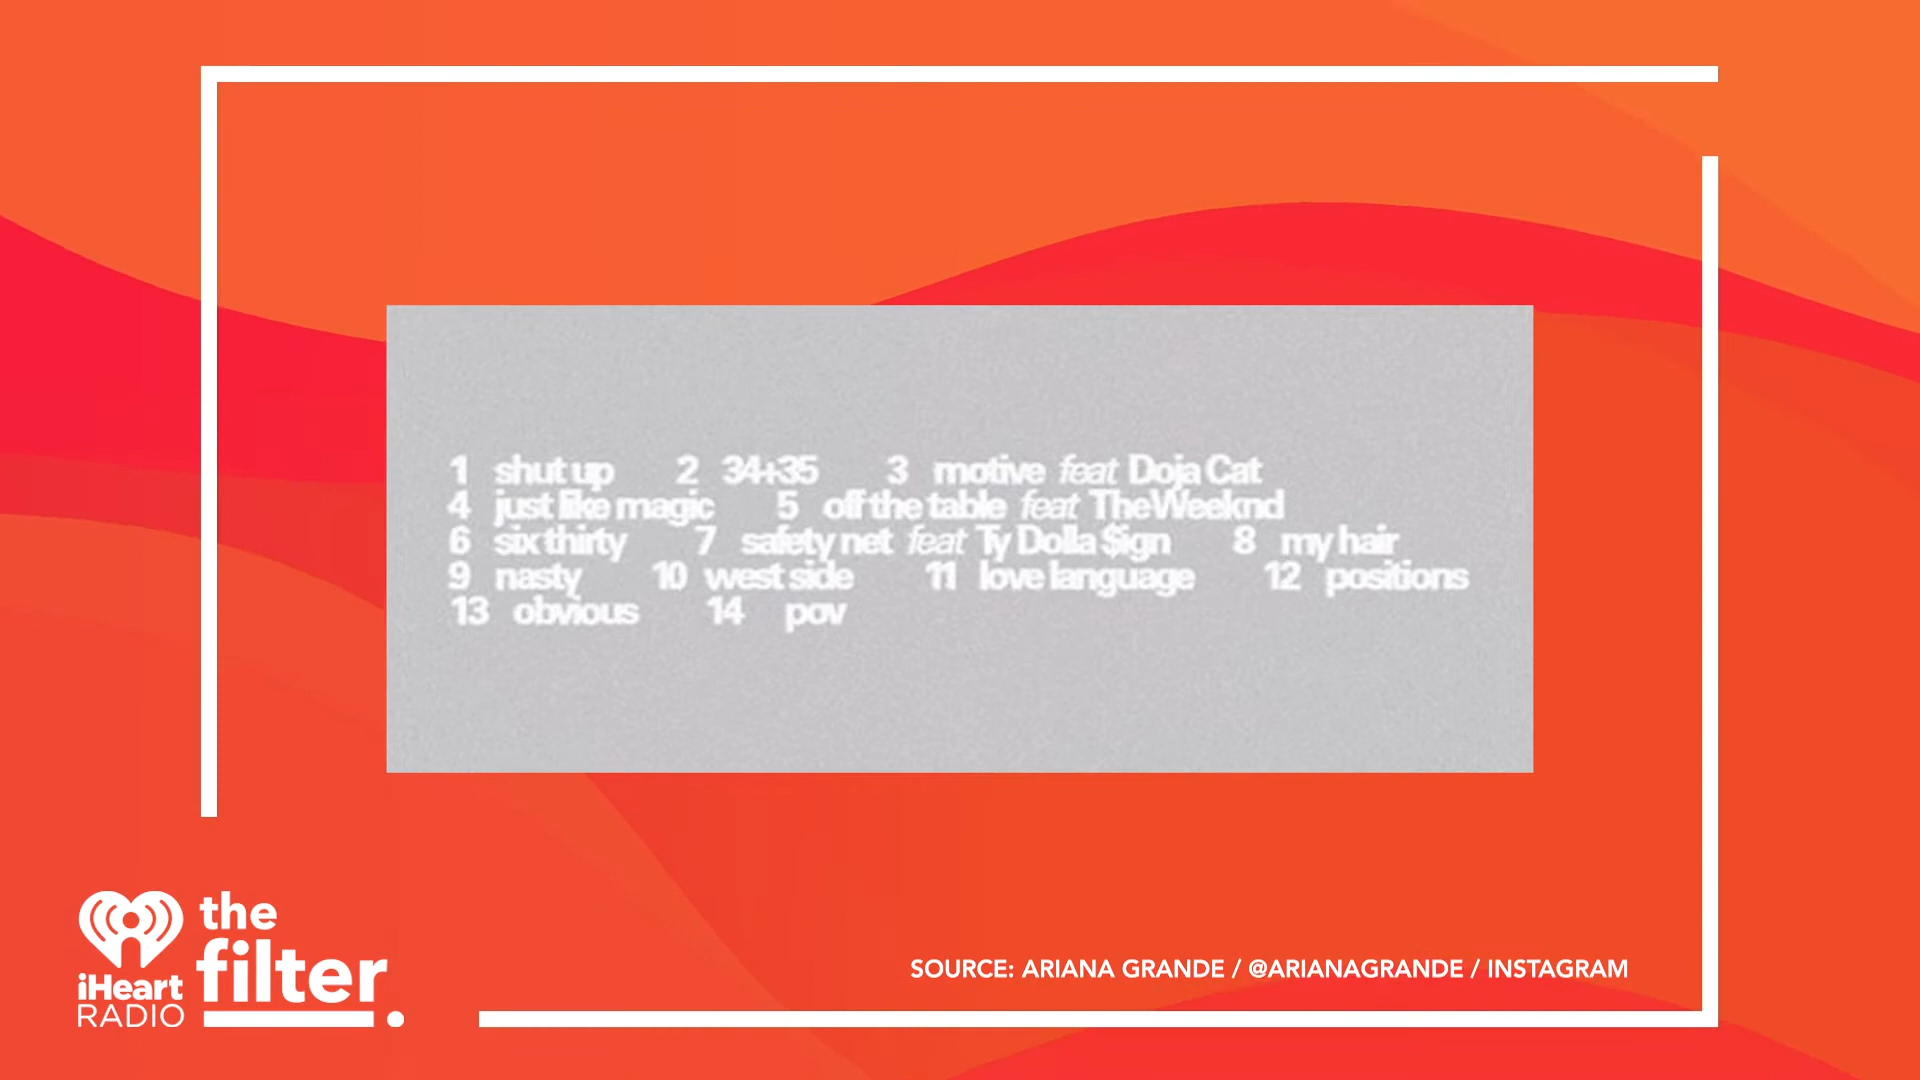 1 shut up 2 34+35 3 motive feat Doja Cat
4 just like magic 5 off the table feat The Weeknd
6 six thirty 7 safety net feat Ty Dolla $ign 8 my hair
9 nasty 10 west side 11 love language 12 positions
13 obvious 14 pov
SOURCE: ARIANA GRANDE / @ARIANAGRANDE / INSTAGRAM
iHeart
RADIO
the
filter.